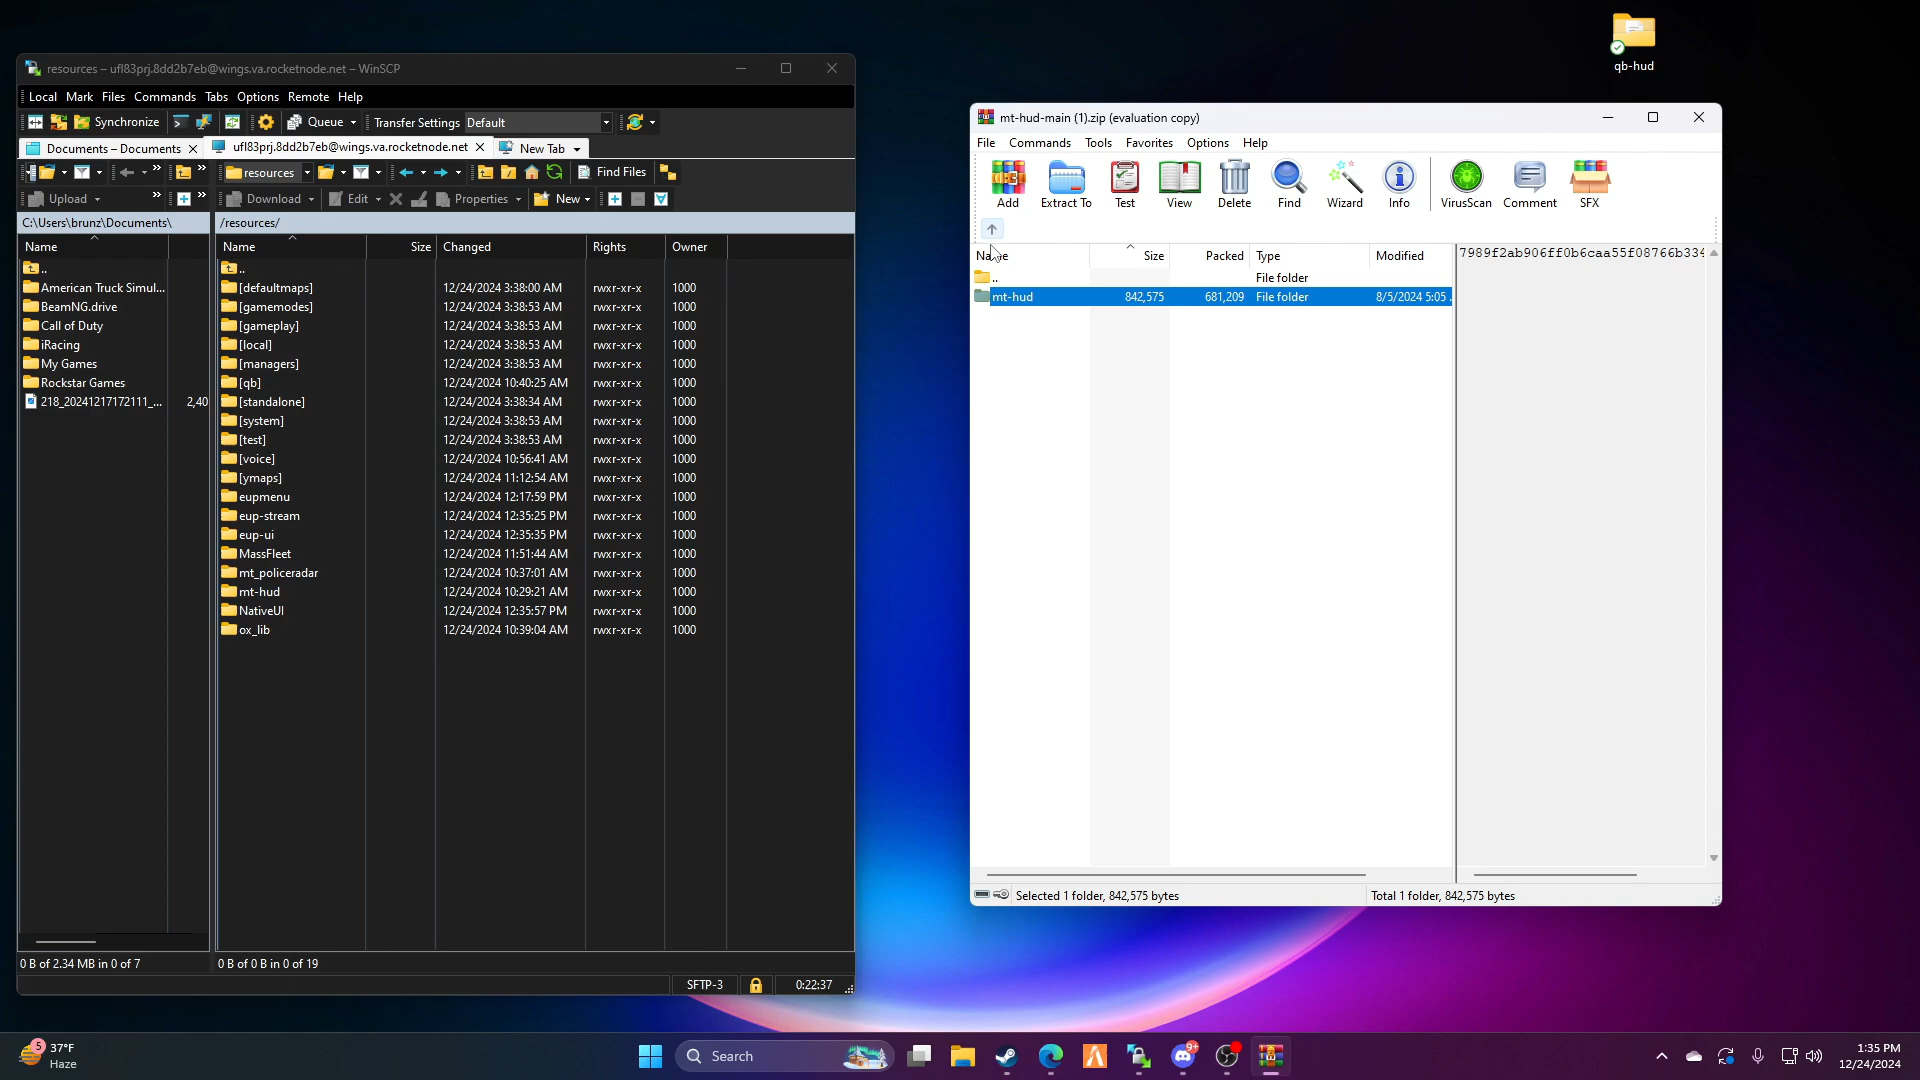 qb-hud
resources – ufl83prj.8dd2b7eb@wings.va.rocketnode.net – WinSCP
Local Mark Files Commands Tabs Options Remote Help
Synchronize Queue Transfer Settings Default
Documents – Documents ufl83prj.8dd2b7eb@wings.va.rocketnode.net New Tab
resources Find Files
Upload Download Edit Properties New
C:\Users\brunz\Documents\ /resources/
Name Name Size Changed Rights Owner
.. ..
American Truck Simul... [defaultmaps] 12/24/2024 3:38:00 AM rwxr-xr-x 1000
BeamNG.drive [gamemodes] 12/24/2024 3:38:53 AM rwxr-xr-x 1000
Call of Duty [gameplay] 12/24/2024 3:38:53 AM rwxr-xr-x 1000
iRacing [local] 12/24/2024 3:38:53 AM rwxr-xr-x 1000
My Games [managers] 12/24/2024 3:38:53 AM rwxr-xr-x 1000
Rockstar Games [qb] 12/24/2024 10:40:25 AM rwxr-xr-x 1000
218_20241217172111_... 2,40 [standalone] 12/24/2024 3:38:34 AM rwxr-xr-x 1000
[system] 12/24/2024 3:38:53 AM rwxr-xr-x 1000
[test] 12/24/2024 3:38:53 AM rwxr-xr-x 1000
[voice] 12/24/2024 10:56:41 AM rwxr-xr-x 1000
[ymaps] 12/24/2024 11:12:54 AM rwxr-xr-x 1000
eupmenu 12/24/2024 12:17:59 PM rwxr-xr-x 1000
eup-stream 12/24/2024 12:35:25 PM rwxr-xr-x 1000
eup-ui 12/24/2024 12:35:35 PM rwxr-xr-x 1000
MassFleet 12/24/2024 11:51:44 AM rwxr-xr-x 1000
mt_policeradar 12/24/2024 10:37:01 AM rwxr-xr-x 1000
mt-hud 12/24/2024 10:29:21 AM rwxr-xr-x 1000
NativeUI 12/24/2024 12:35:57 PM rwxr-xr-x 1000
ox_lib 12/24/2024 10:39:04 AM rwxr-xr-x 1000
0 B of 2.34 MB in 0 of 7 0 B of 0 B in 0 of 19
SFTP-3 0:22:37
mt-hud-main (1).zip (evaluation copy)
File Commands Tools Favorites Options Help
Add Extract To Test View Delete Find Wizard Info VirusScan Comment SFX
Name Size Packed Type Modified 7989f2ab906ff0b6caa55f08766b334
.. File folder
mt-hud 842,575 681,209 File folder 8/5/2024 5:05 .
Selected 1 folder, 842,575 bytes Total 1 folder, 842,575 bytes
5 37°F
Haze
Search
9+
1:35 PM
12/24/2024